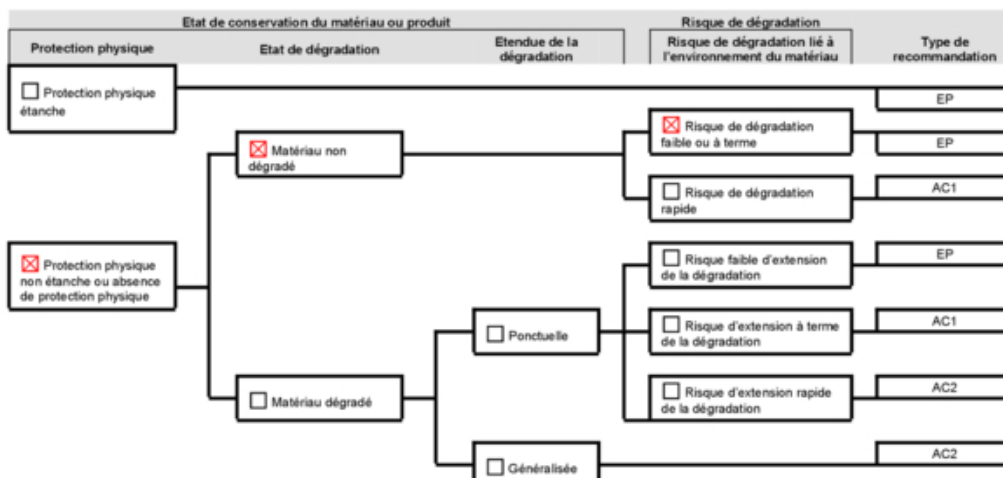 Etat de conservation du matériau ou produit
Risque de dégradation
Protection physique
Etat de dégradation
Etendue de la
dégradation
Risque de dégradation lié à
l'environnement du matériau
Type de
recommandation
Protection physique
étanche
EP
Matériau non
dégradé
Risque de dégradation
faible ou à terme
EP
Risque de dégradation
rapide
AC1
Protection physique
non étanche ou absence
de protection physique
Risque faible d'extension
de la dégradation
EP
Ponctuelle
Risque d'extension à terme
de la dégradation
AC1
Matériau dégradé
Risque d'extension rapide
de la dégradation
AC2
Généralisée
AC2